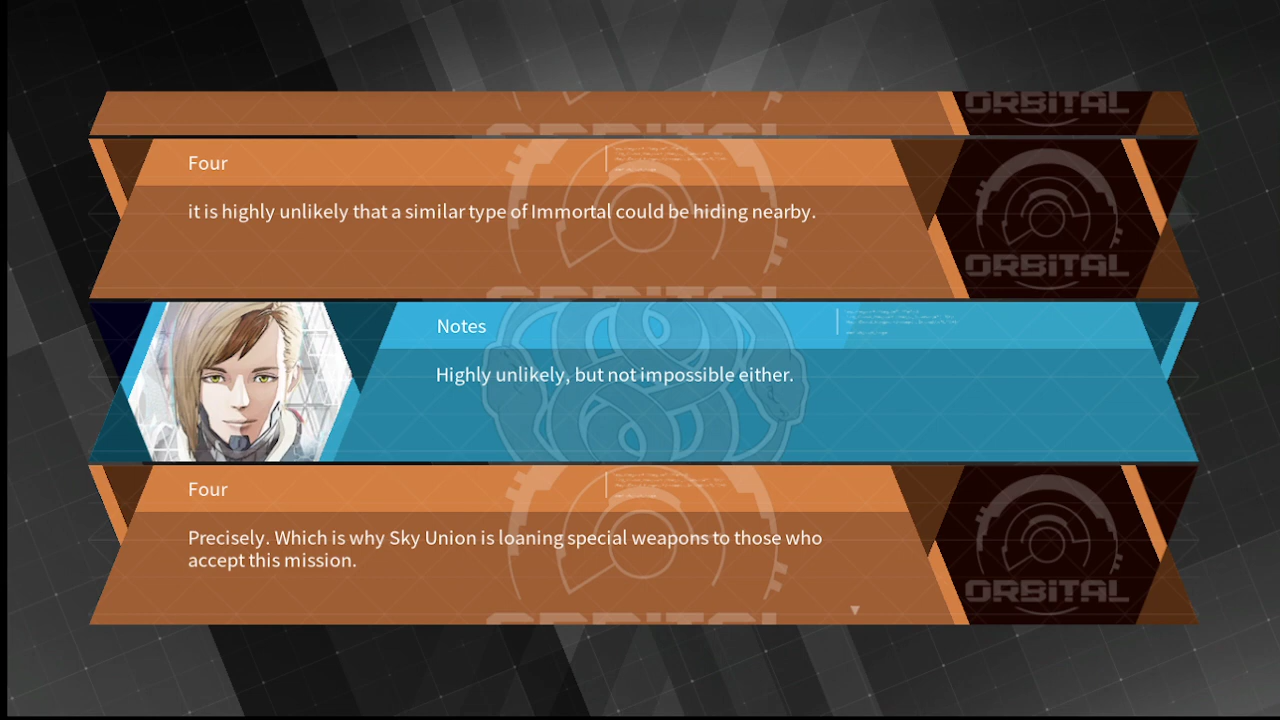 ORBITAL
Four
it is highly unlikely that a similar type of Immortal could be hiding nearby.
ORBITAL
Notes
Highly unlikely, but not impossible either.
Four
Precisely. Which is why Sky Union is loaning special weapons to those who
accept this mission.
ORBITAL